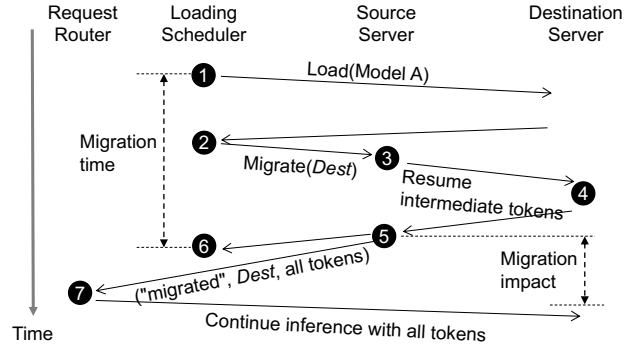 Request
Router
Loading
Scheduler
Source
Server
Destination
Server
1
Load(Model A)
Migration
time
2
Migrate(Dest)
3
Resume
intermediate tokens
4
5
6
("migrated", Dest, all tokens)
Migration
impact
7
Continue inference with all tokens
Time